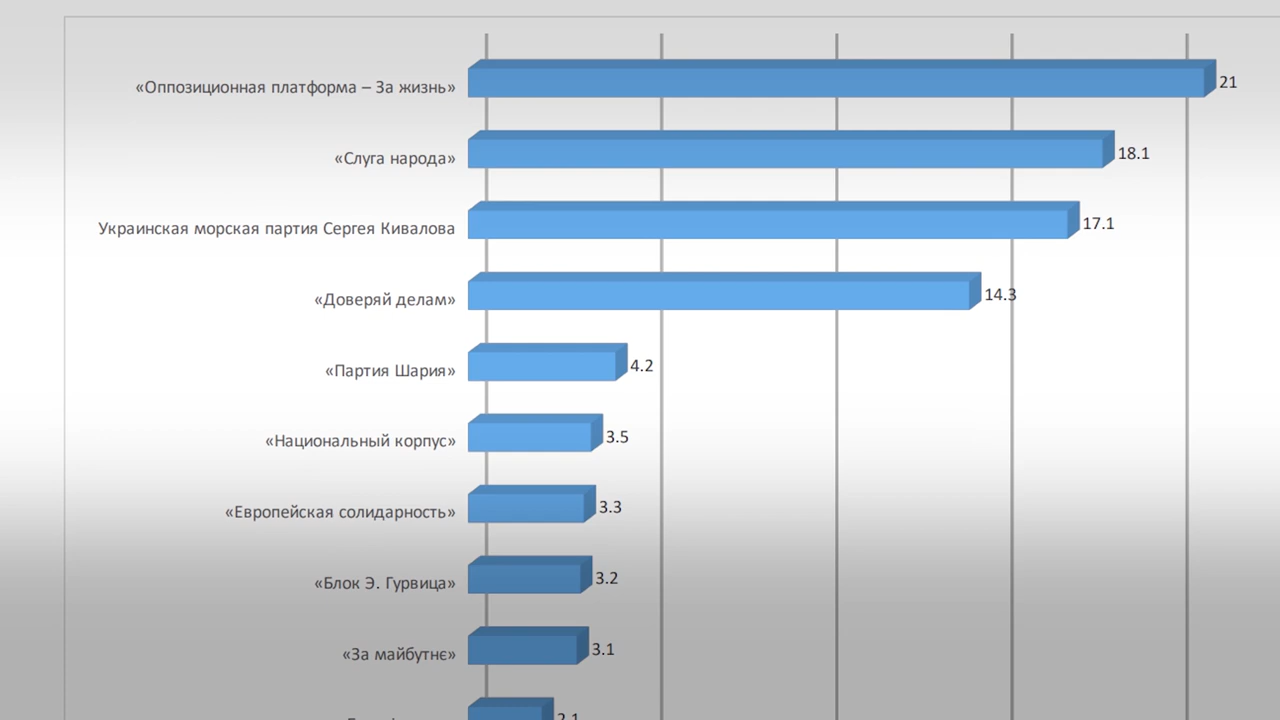 «Оппозиционная платформа – За жизнь» 21
«Слуга народа» 18.1
Украинская морская партия Сергея Кивалова 17.1
«Доверяй делам» 14.3
«Партия Шария» 4.2
«Национальный корпус» 3.5
«Европейская солидарность» 3.3
«Блок Э. Гурвица» 3.2
«За майбутнє» 3.1
2.1